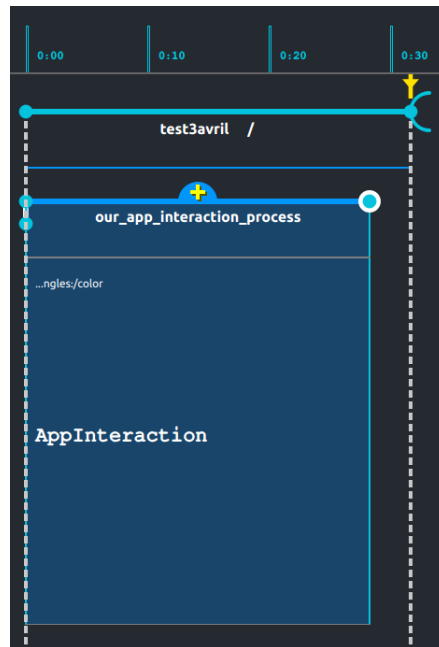 0:00 0:10 0:20 0:30
test3avril /
our_app_interaction_process
...ngles:/color
AppInteraction